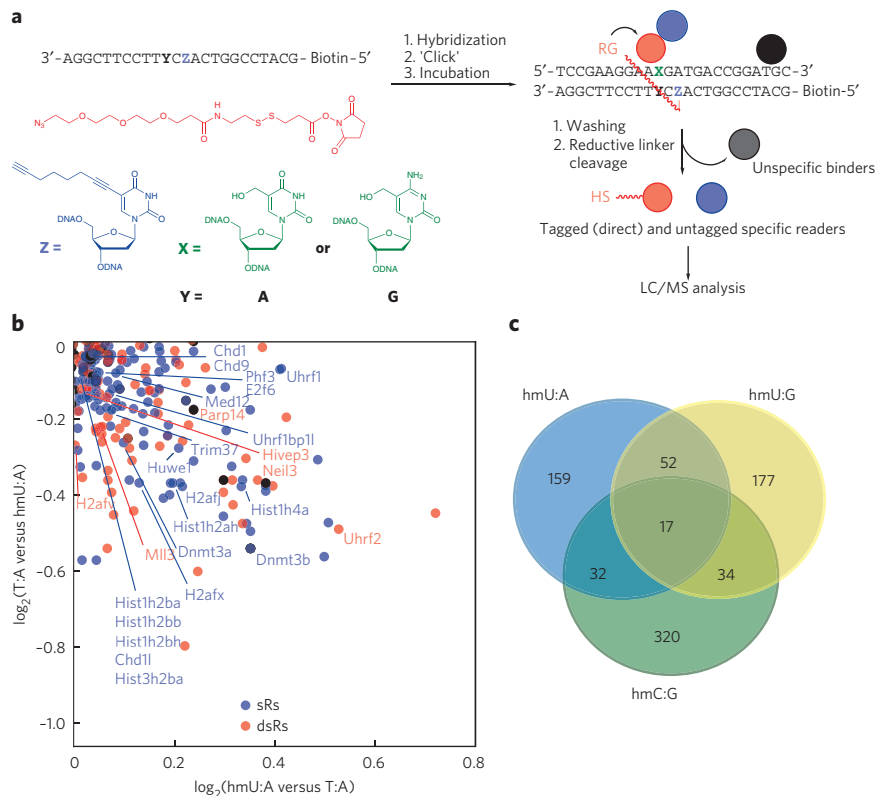 a
3′-AGGCTTCCTTYCZACTGGCCTACG-Biotin-5′
1. Hybridization
2. 'Click'
3. Incubation
RG
5′-TCCGAAGGAAXGATGACCGGATGC-3′
3′-AGGCTTCCTTYCZACTGGCCTACG-Biotin-5′
N3 O O O O N H S S O O N O O
1. Washing
2. Reductive linker
cleavage
Unspecific binders
HS
Tagged (direct) and untagged specific readers
LC/MS analysis
Z =
O NH N O DNAO O ODNA
X =
HO O NH N O DNAO O ODNA
or
HO NH2 N N O DNAO O ODNA
Y = A G
b
log2(T:A versus hmU:A)
0
−0.2
−0.4
−0.6
−0.8
−1.0
Chd1
Chd9
Phf3
Uhrf1
E2f6
Med12
Parp14
Uhrf1bp1l
Trim37
Hivep3
Huwe1
Neil3
H2afv
H2afj
Hist1h4a
Hist1h2ah
Uhrf2
Mll3
Dnmt3a
Dnmt3b
H2afx
Hist1h2ba
Hist1h2bb
Hist1h2bh
Chd1l
Hist3h2ba
sRs
dsRs
0 0.2 0.4 0.6 0.8
log2(hmU:A versus T:A)
c
hmU:A
hmU:G
159
52
177
17
32
34
320
hmC:G